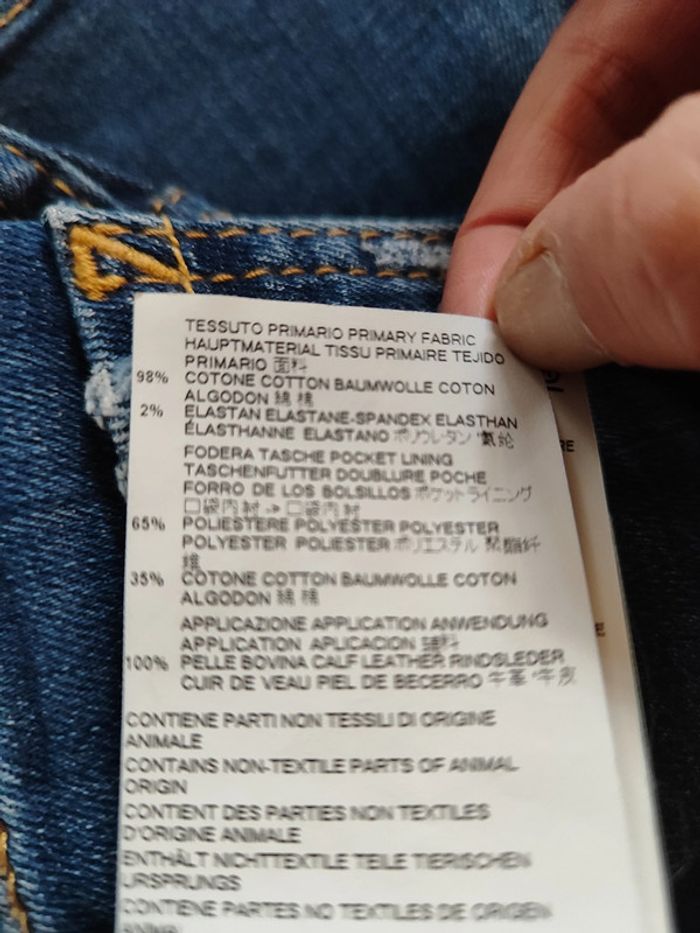 TESSUTO PRIMARIO PRIMARY FABRIC
HAUPTMATERIAL TISSU PRIMAIRE TEJIDO
PRIMARIO 面料
98% COTONE COTTON BAUMWOLLE COTON
ALGODON 綿 棉
2% ELASTAN ELASTANE-SPANDEX ELASTHAN
ÉLASTHANNE ELASTANO ポリウレタン 氨纶
FODERA TASCHE POCKET LINING
TASCHENFUTTER DOUBLURE POCHE
FORRO DE LOS BOLSILLOS ポケットライニング
口袋内衬 -> 口袋内衬
65% POLIESTERE POLYESTER POLYESTER
POLYESTER POLIESTER ポリエステル 聚酯纤
维
35% COTONE COTTON BAUMWOLLE COTON
ALGODON 綿 棉
APPLICAZIONE APPLICATION ANWENDUNG
APPLICATION APLICACION 辅料
100% PELLE BOVINA CALF LEATHER RINDSLEDER
CUIR DE VEAU PIEL DE BECERRO 牛革 牛皮
CONTIENE PARTI NON TESSILI DI ORIGINE
ANIMALE
CONTAINS NON-TEXTILE PARTS OF ANIMAL
ORIGIN
CONTIENT DES PARTIES NON TEXTILES
D'ORIGINE ANIMALE
ENTHÄLT NICHTTEXTILE TEILE TIERISCHEN
URSPRUNGS
CONTIENE PARTES NO TEXTILES DE ORIGEN